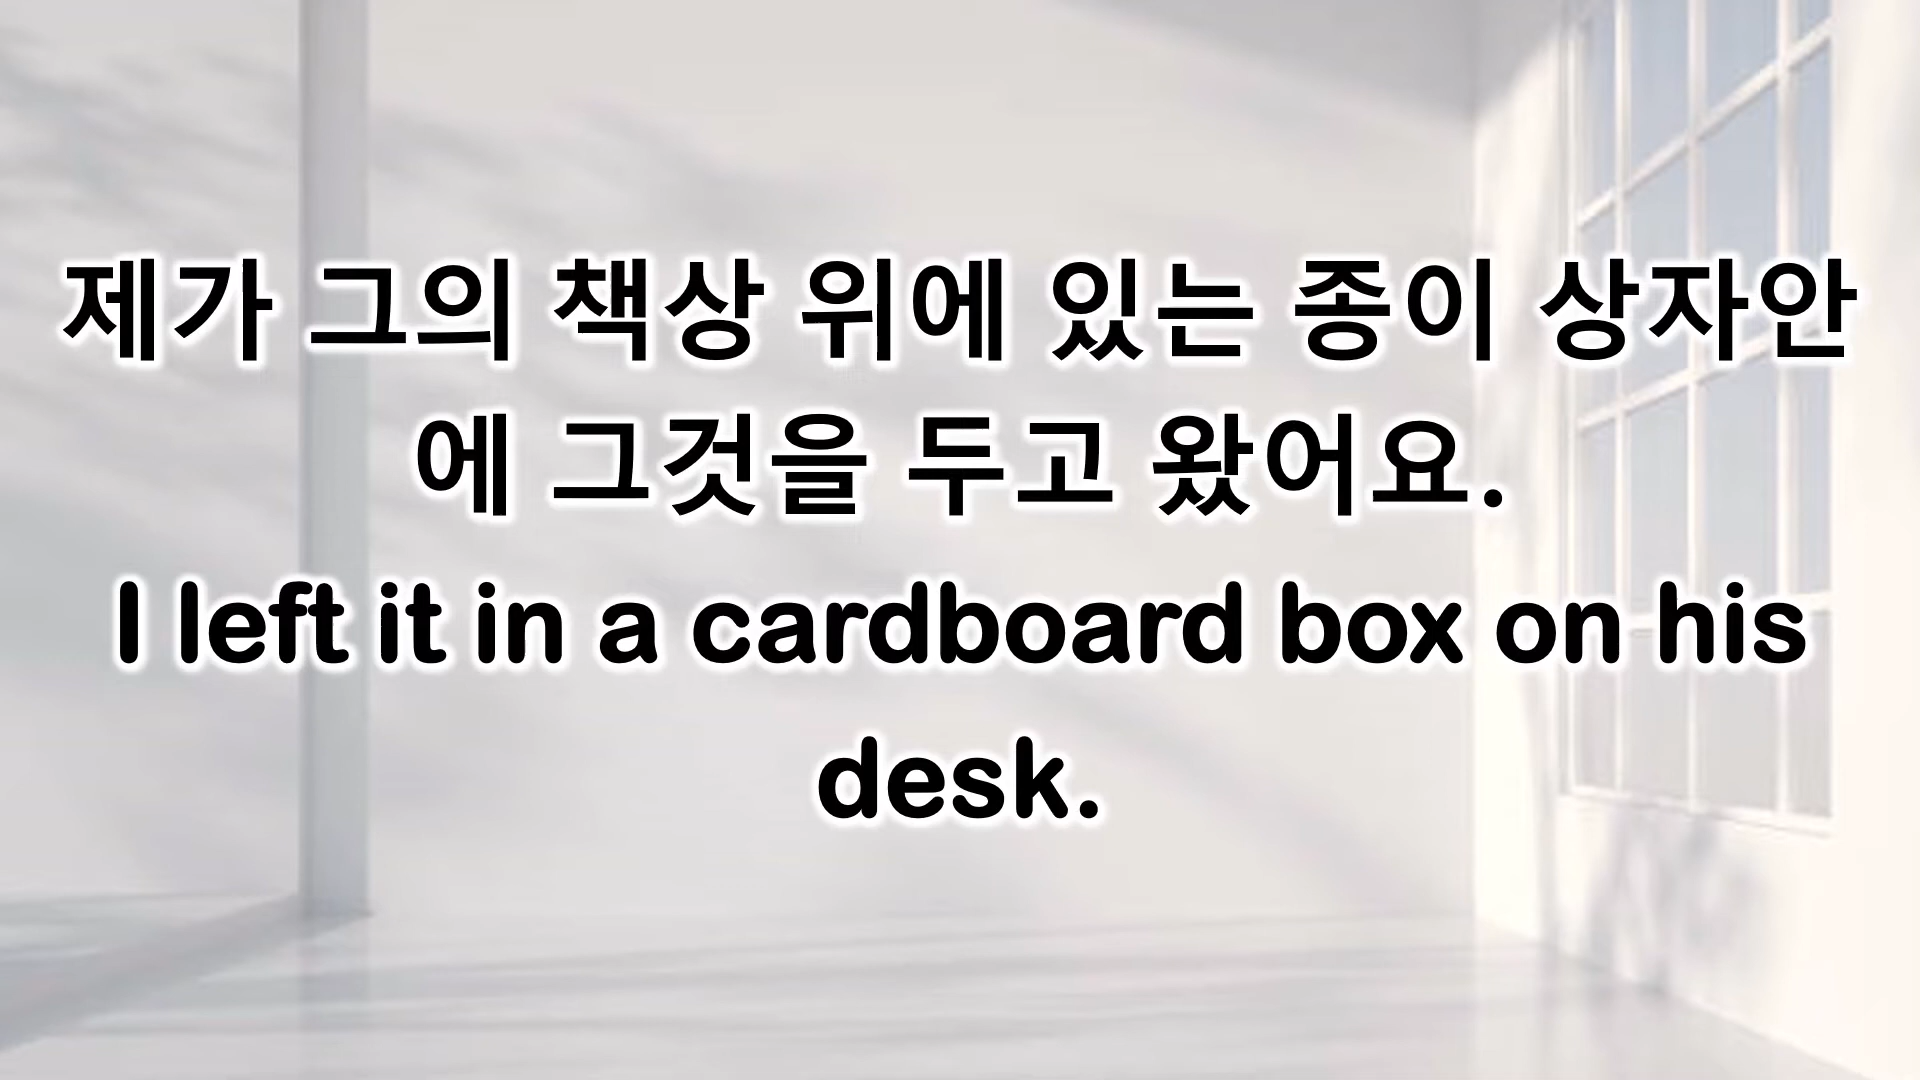 제가 그의 책상 위에 있는 종이 상자안
에 그것을 두고 왔어요.
I left it in a cardboard box on his
desk.